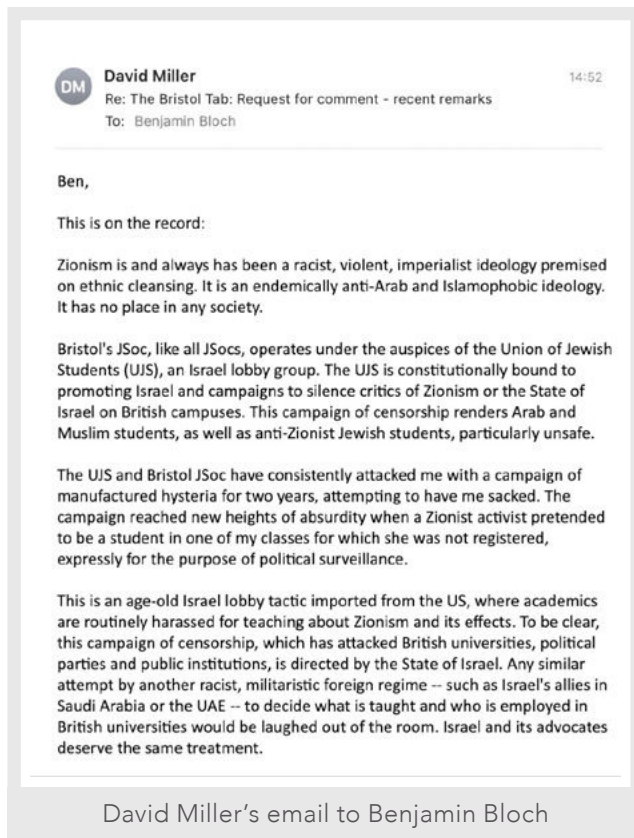 DM
David Miller
14:52
Re: The Bristol Tab: Request for comment - recent remarks
To: Benjamin Bloch
Ben,
This is on the record:
Zionism is and always has been a racist, violent, imperialist ideology premised
on ethnic cleansing. It is an endemically anti-Arab and Islamophobic ideology.
It has no place in any society.
Bristol's JSoc, like all JSocs, operates under the auspices of the Union of Jewish
Students (UJS), an Israel lobby group. The UJS is constitutionally bound to
promoting Israel and campaigns to silence critics of Zionism or the State of
Israel on British campuses. This campaign of censorship renders Arab and
Muslim students, as well as anti-Zionist Jewish students, particularly unsafe.
The UJS and Bristol JSoc have consistently attacked me with a campaign of
manufactured hysteria for two years, attempting to have me sacked. The
campaign reached new heights of absurdity when a Zionist activist pretended
to be a student in one of my classes for which she was not registered,
expressly for the purpose of political surveillance.
This is an age-old Israel lobby tactic imported from the US, where academics
are routinely harassed for teaching about Zionism and its effects. To be clear,
this campaign of censorship, which has attacked British universities, political
parties and public institutions, is directed by the State of Israel. Any similar
attempt by another racist, militaristic foreign regime -- such as Israel's allies in
Saudi Arabia or the UAE -- to decide what is taught and who is employed in
British universities would be laughed out of the room. Israel and its advocates
deserve the same treatment.
David Miller’s email to Benjamin Bloch